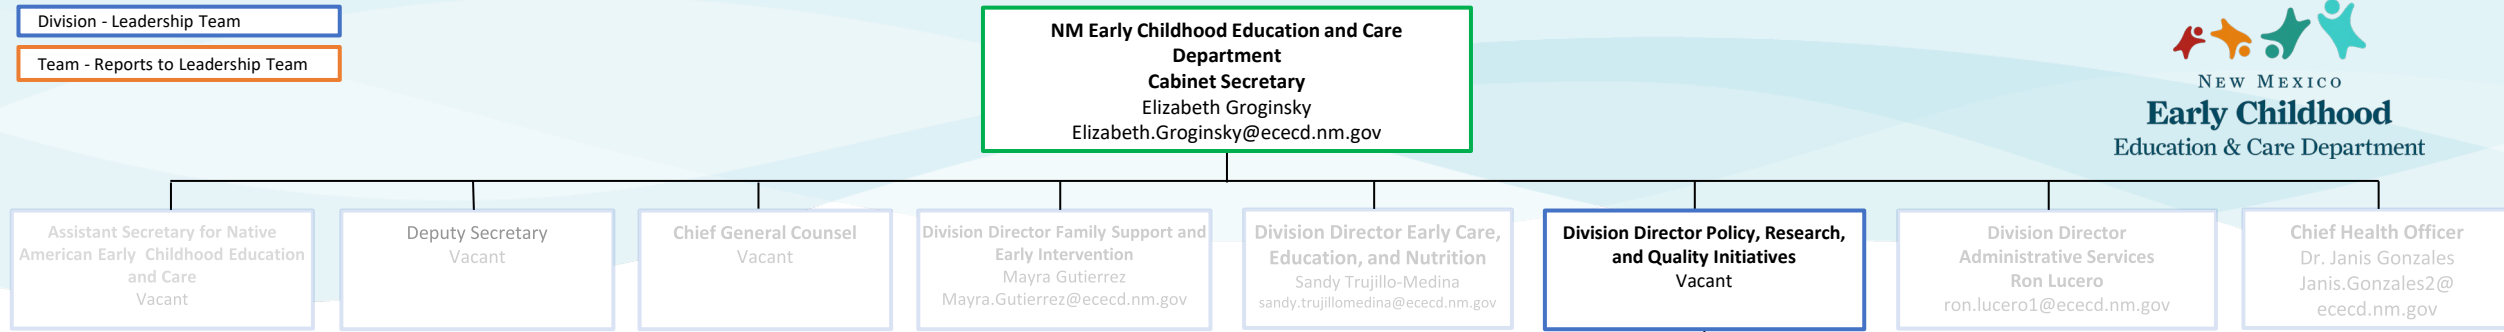 Division - Leadership Team
Team - Reports to Leadership Team
NM Early Childhood Education and Care
Department
Cabinet Secretary
Elizabeth Groginsky
Elizabeth.Groginsky@ececd.nm.gov
NEW MEXICO
Early Childhood
Education & Care Department
Assistant Secretary for Native
American Early Childhood Education
and Care
Vacant
Deputy Secretary
Vacant
Chief General Counsel
Vacant
Division Director Family Support and
Early Intervention
Mayra Gutierrez
Mayra.Gutierrez@ececd.nm.gov
Division Director Early Care,
Education, and Nutrition
Sandy Trujillo-Medina
sandy.trujillomedina@ececd.nm.gov
Division Director Policy, Research,
and Quality Initiatives
Vacant
Division Director
Administrative Services
Ron Lucero
ron.lucero1@ececd.nm.gov
Chief Health Officer
Dr. Janis Gonzales
Janis.Gonzales2@
ececd.nm.gov